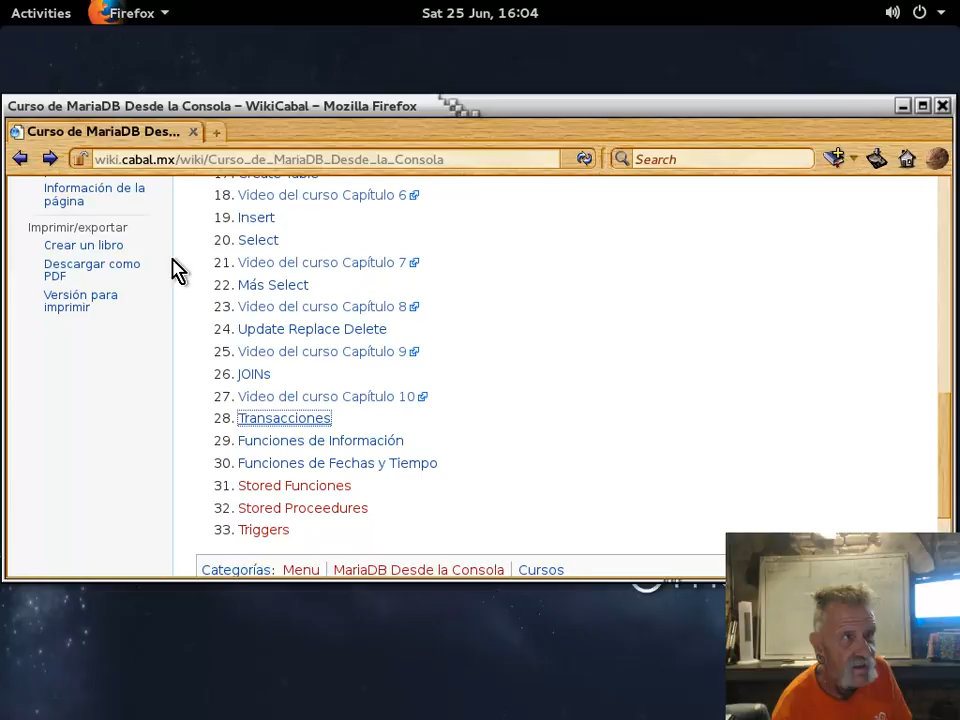 Activities Firefox Sat 25 Jun, 16:04
Curso de MariaDB Desde la Consola – WikiCabal – Mozilla Firefox
Curso de MariaDB Des...
wiki.cabal.mx/wiki/Curso_de_MariaDB_Desde_la_Consola Search
Información de la
página
Imprimir/exportar
Crear un libro
Descargar como
PDF
Versión para
imprimir
17. Create Table
18. Video del curso Capítulo 6
19. Insert
20. Select
21. Video del curso Capítulo 7
22. Más Select
23. Video del curso Capítulo 8
24. Update Replace Delete
25. Video del curso Capítulo 9
26. JOINs
27. Video del curso Capítulo 10
28. Transacciones
29. Funciones de Información
30. Funciones de Fechas y Tiempo
31. Stored Funciones
32. Stored Proceedures
33. Triggers
Categorías: Menu | MariaDB Desde la Consola | Cursos